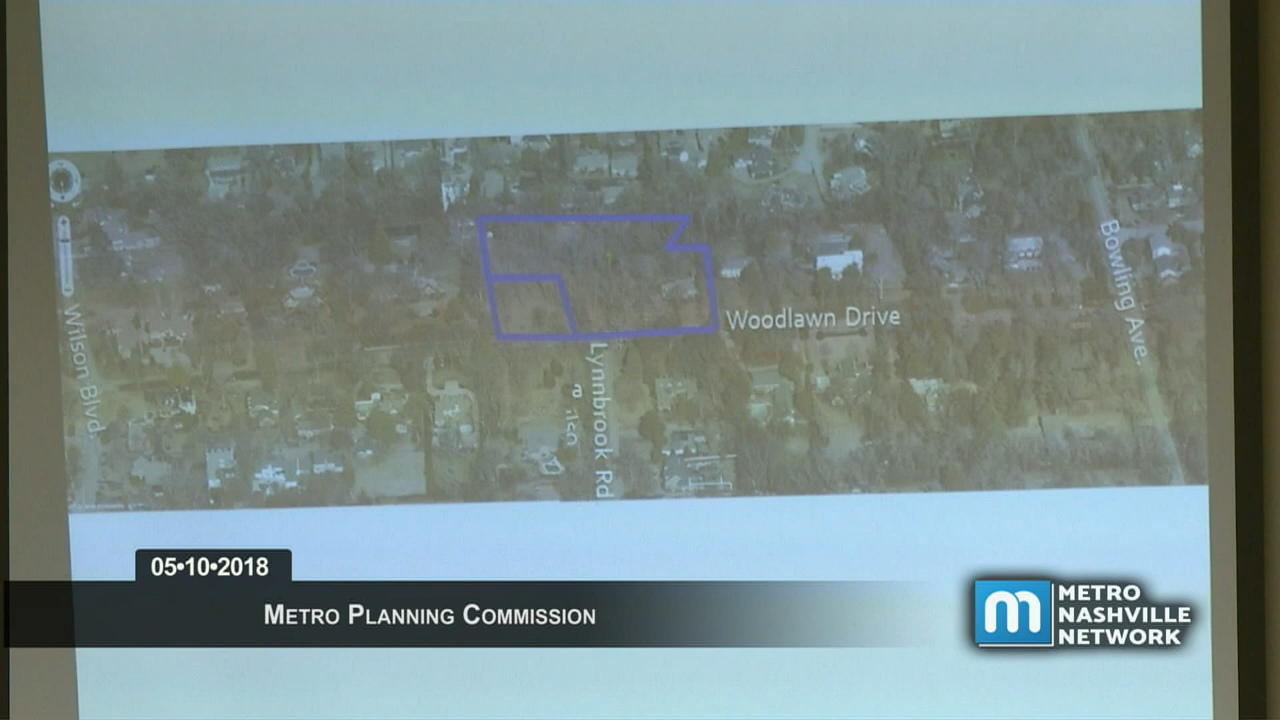 Woodlawn Drive
Bowling Ave.
Wilson Blvd.
Lynnbrook Rd
05•10•2018
METRO PLANNING COMMISSION
m METRO
NASHVILLE
NETWORK